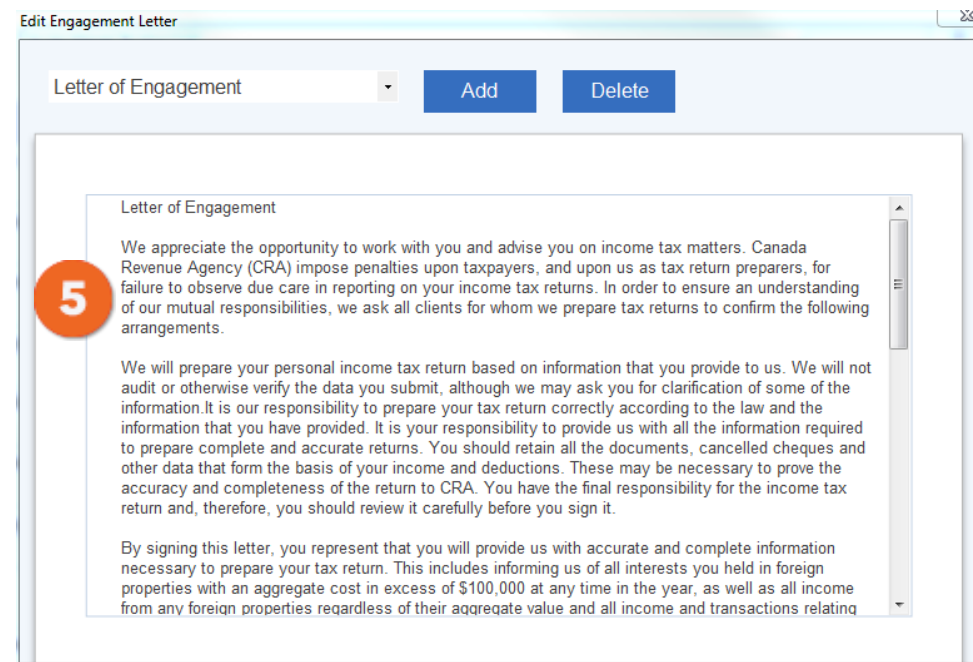 Edit Engagement Letter
Letter of Engagement
Add
Delete
5
Letter of Engagement
We appreciate the opportunity to work with you and advise you on income tax matters. Canada
Revenue Agency (CRA) impose penalties upon taxpayers, and upon us as tax return preparers, for
failure to observe due care in reporting on your income tax returns. In order to ensure an understanding
of our mutual responsibilities, we ask all clients for whom we prepare tax returns to confirm the following
arrangements.
We will prepare your personal income tax return based on information that you provide to us. We will not
audit or otherwise verify the data you submit, although we may ask you for clarification of some of the
information.It is our responsibility to prepare your tax return correctly according to the law and the
information that you have provided. It is your responsibility to provide us with all the information required
to prepare complete and accurate returns. You should retain all the documents, cancelled cheques and
other data that form the basis of your income and deductions. These may be necessary to prove the
accuracy and completeness of the return to CRA. You have the final responsibility for the income tax
return and, therefore, you should review it carefully before you sign it.
By signing this letter, you represent that you will provide us with accurate and complete information
necessary to prepare your tax return. This includes informing us of all interests you held in foreign
properties with an aggregate cost in excess of $100,000 at any time in the year, as well as all income
from any foreign properties regardless of their aggregate value and all income and transactions relating